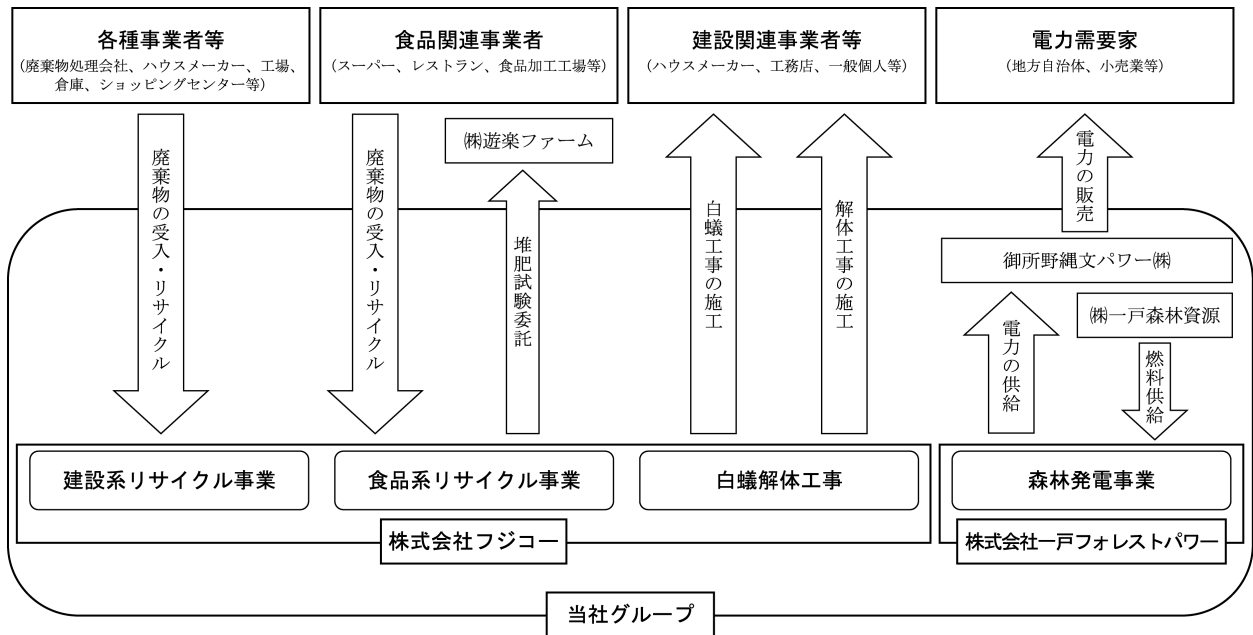 各種事業者等
（廃棄物処理会社、ハウスメーカー、工場、
倉庫、ショッピングセンター等）
食品関連事業者
（スーパー、レストラン、食品加工工場等）
建設関連事業者等
（ハウスメーカー、工務店、一般個人等）
電力需要家
（地方自治体、小売業等）
廃棄物の受入・リサイクル
廃棄物の受入・リサイクル
㈱遊楽ファーム
堆肥試験委託
白蟻工事の施工
解体工事の施工
電力の販売
御所野縄文パワー㈱
電力の供給
㈱一戸森林資源
燃料供給
建設系リサイクル事業
食品系リサイクル事業
白蟻解体工事
森林発電事業
株式会社フジコー
株式会社一戸フォレストパワー
当社グループ